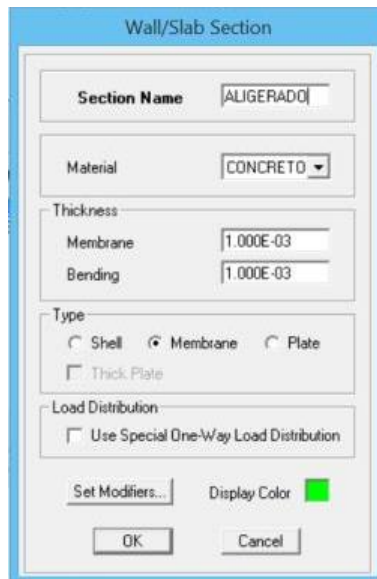 Wall/Slab Section
Section Name ALIGERADO
Material CONCRETO
Thickness
Membrane 1.000E-03
Bending 1.000E-03
Type
Shell Membrane Plate
Thick Plate
Load Distribution
Use Special One-Way Load Distribution
Set Modifiers... Display Color
OK Cancel